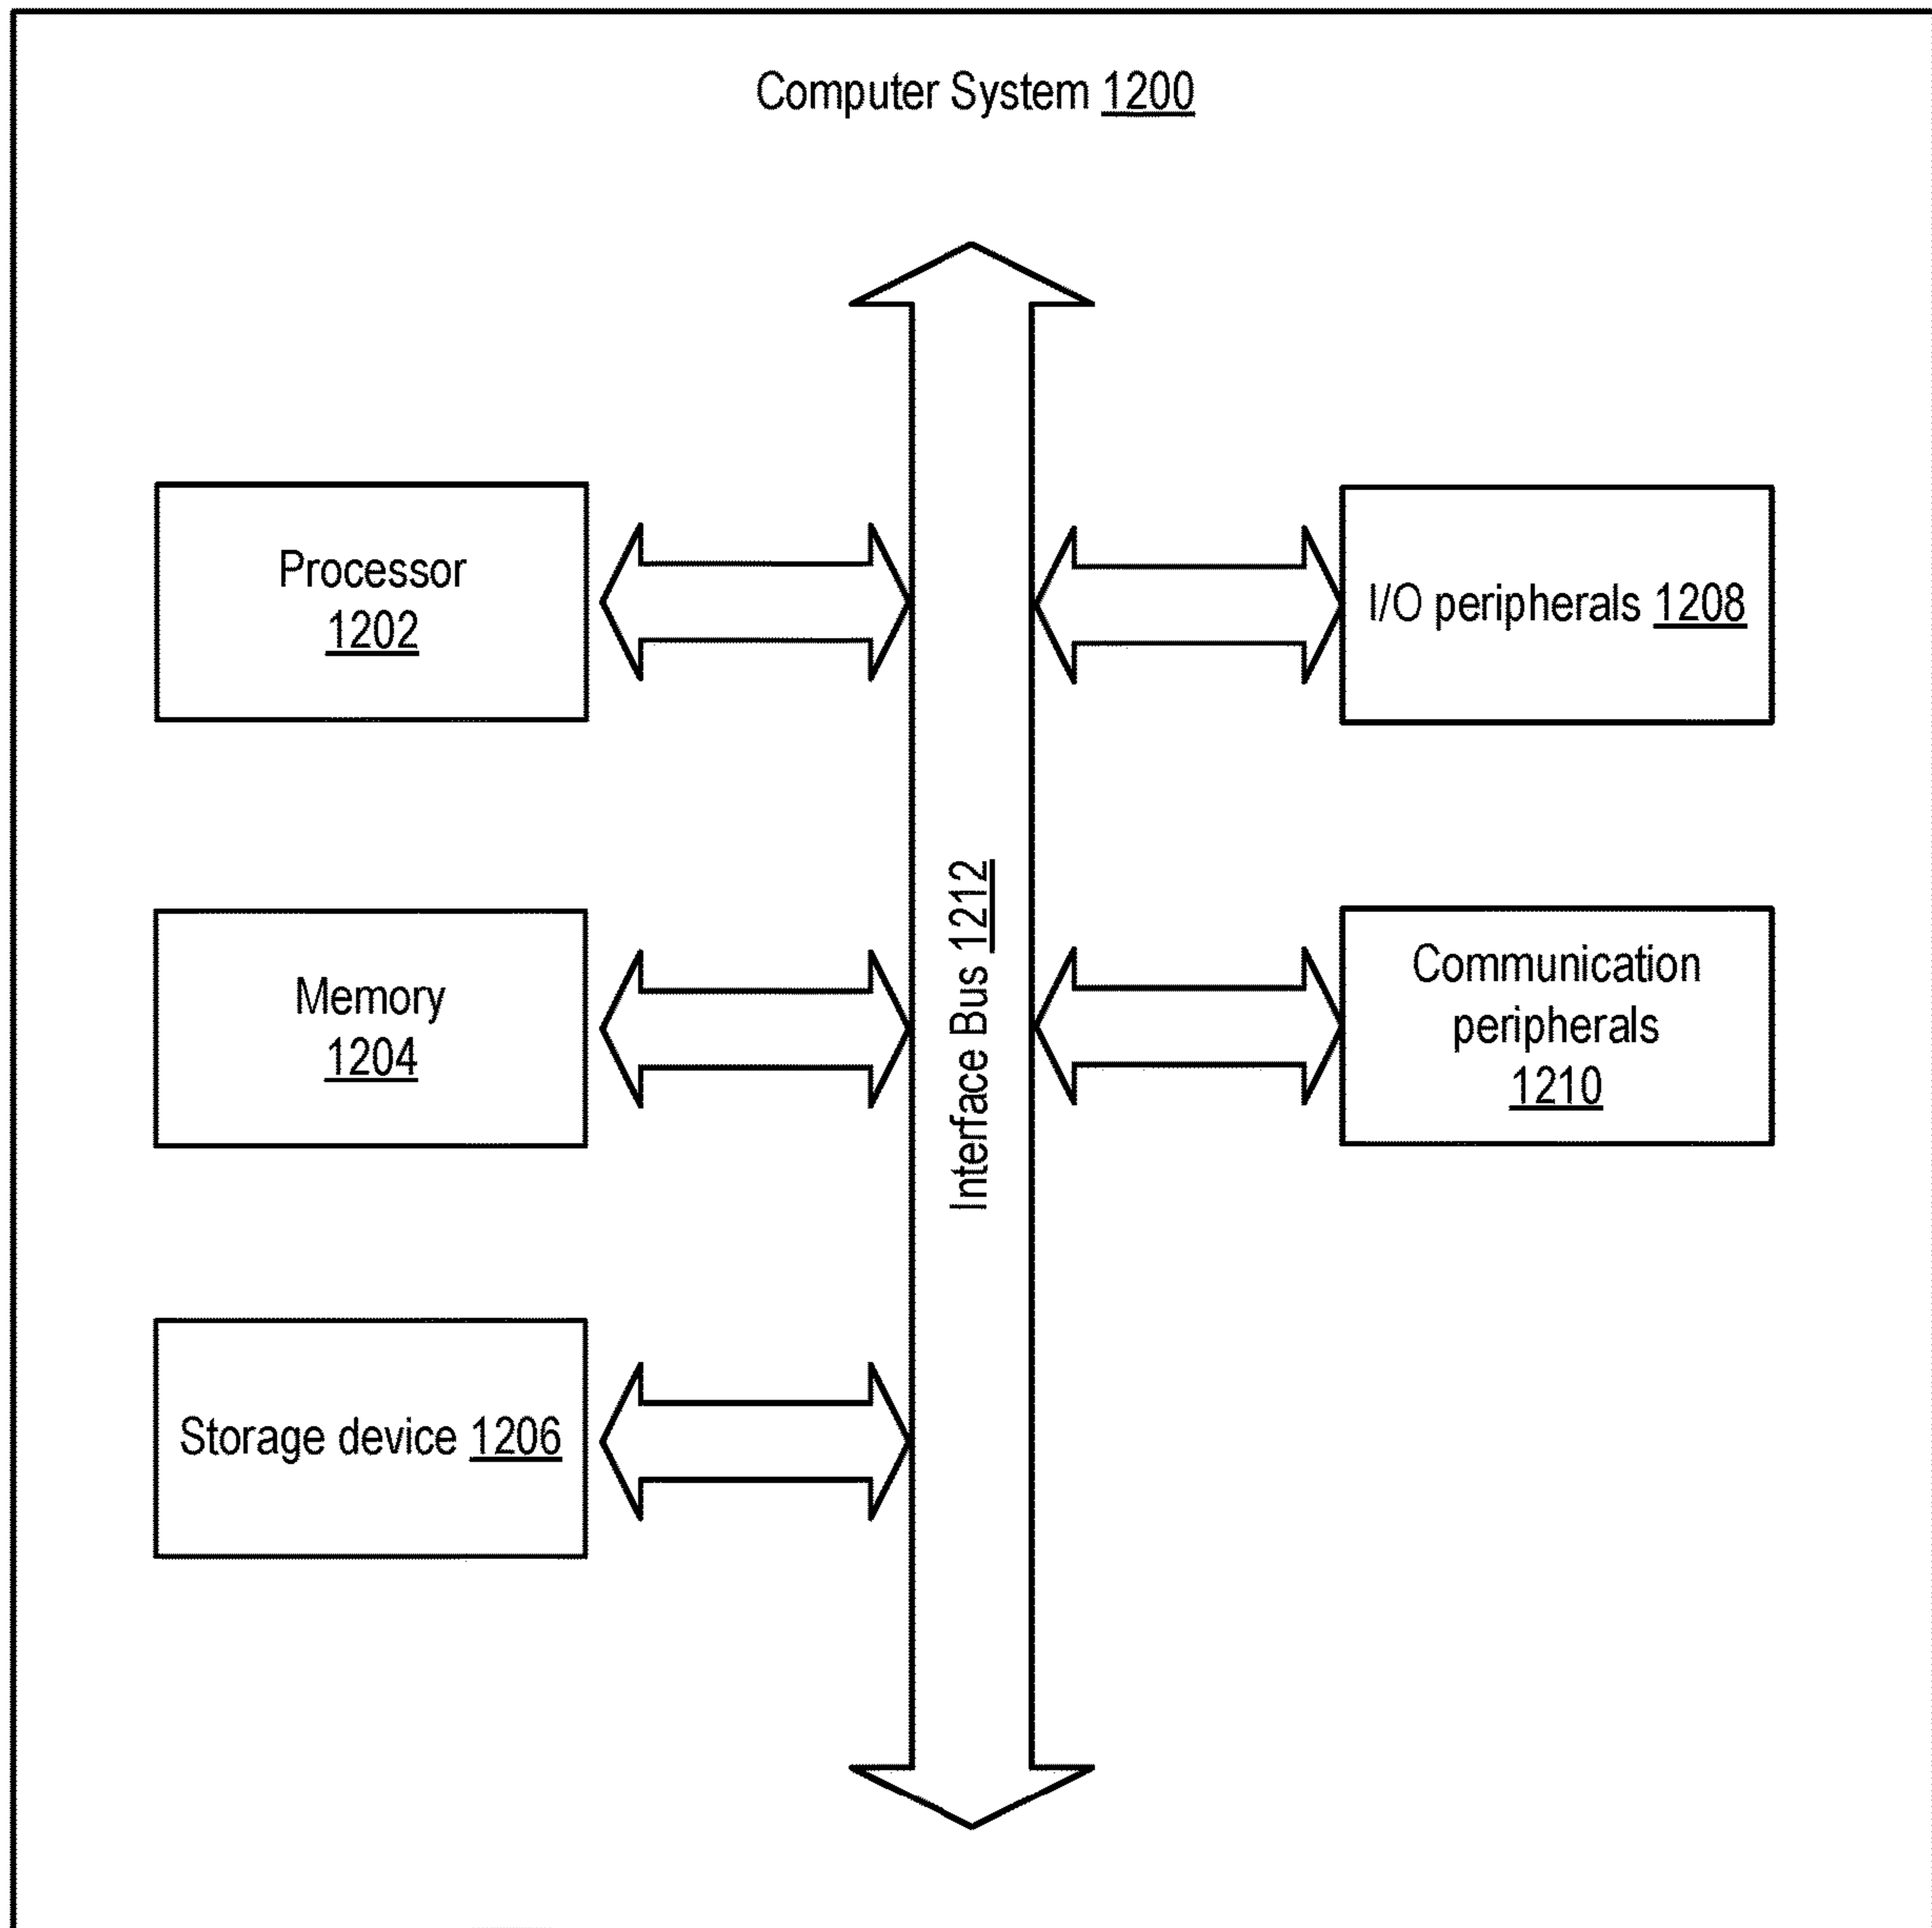 Computer System 1200
Processor
1202
I/O peripherals 1208
Interface Bus 1212
Memory
1204
Communication
peripherals
1210
Storage device 1206